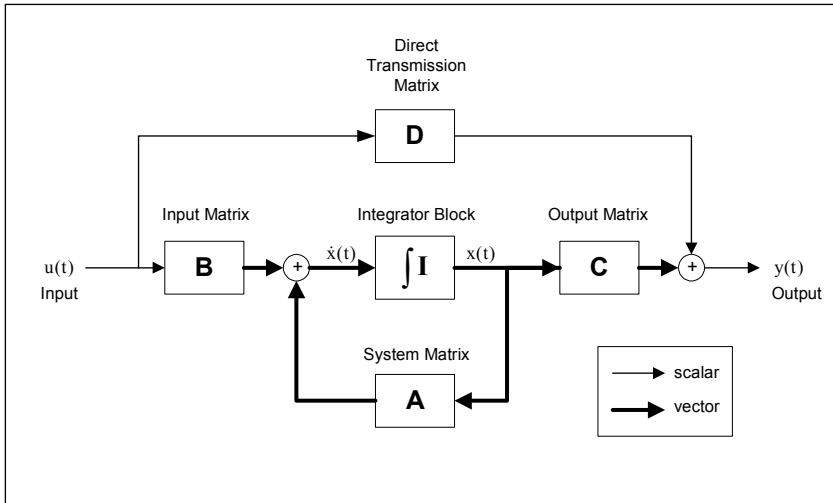 Direct
Transmission
Matrix
D
Input Matrix
Integrator Block
Output Matrix
u(t)
Input
B
+
ẋ(t)
∫I
x(t)
C
+
y(t)
Output
System Matrix
A
scalar
vector